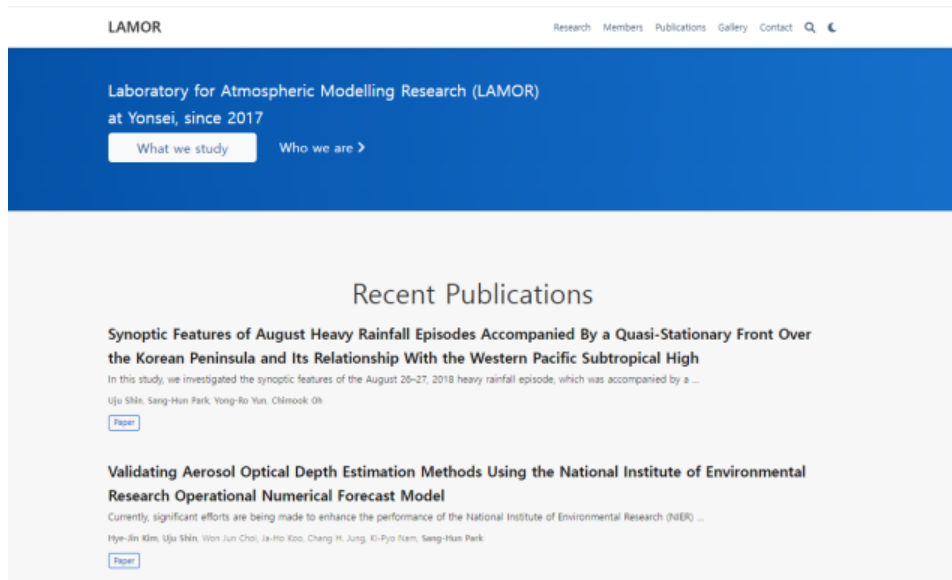 LAMOR
Research Members Publications Gallery Contact
Laboratory for Atmospheric Modelling Research (LAMOR)
at Yonsei, since 2017
What we study Who we are
Recent Publications
Synoptic Features of August Heavy Rainfall Episodes Accompanied By a Quasi-Stationary Front Over
the Korean Peninsula and Its Relationship With the Western Pacific Subtropical High
In this study, we investigated the synoptic features of the August 26–27, 2018 heavy rainfall episode, which was accompanied by a ...
Uju Shin, Sang-Hun Park, Yong-Ro Yun, Chimook Oh
Paper
Validating Aerosol Optical Depth Estimation Methods Using the National Institute of Environmental
Research Operational Numerical Forecast Model
Currently, significant efforts are being made to enhance the performance of the National Institute of Environmental Research (NIER) ...
Hye-Jin Kim, Uju Shin, Won Jun Choi, Ja-Ho Koo, Chang H. Jung, Ki-Pyo Nam, Sang-Hun Park
Paper